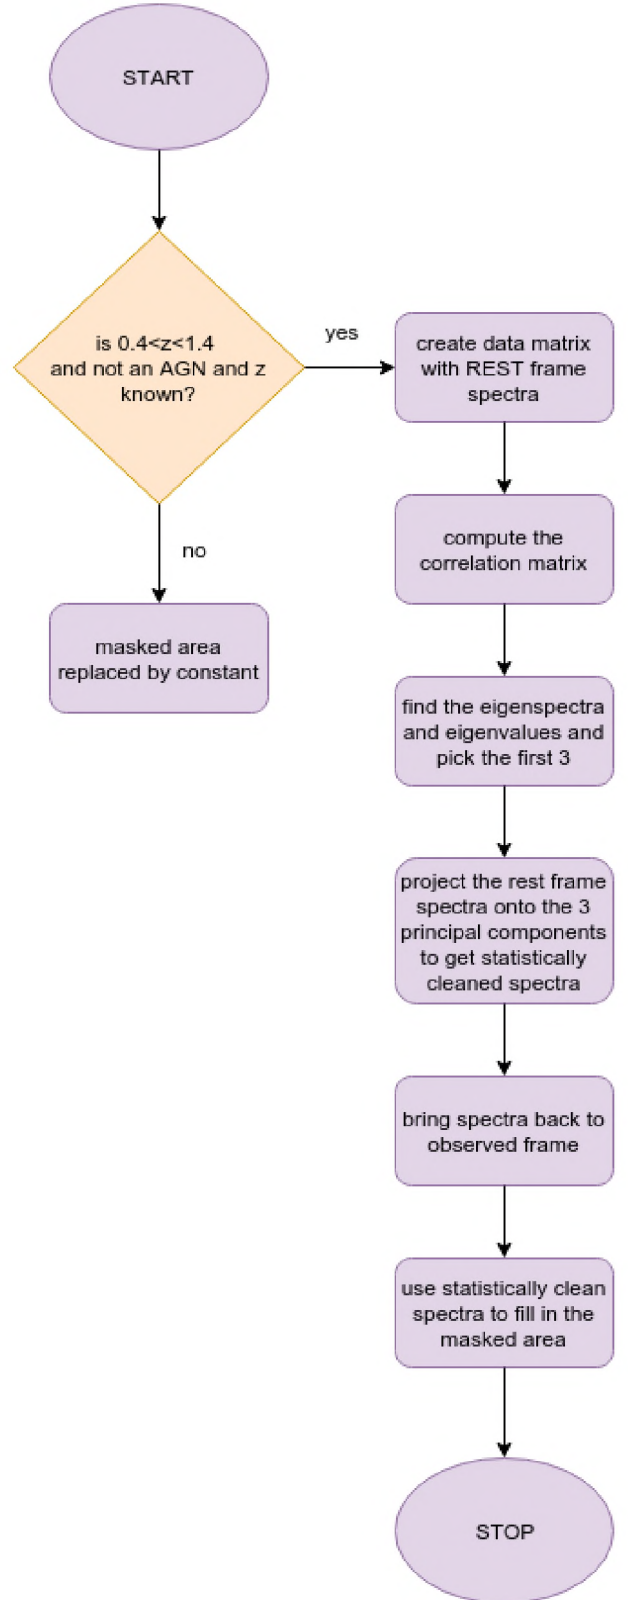 START
is 0.4<z<1.4
and not an AGN and z
known?
yes
no
masked area
replaced by constant
create data matrix
with REST frame
spectra
compute the
correlation matrix
find the eigenspectra
and eigenvalues and
pick the first 3
project the rest frame
spectra onto the 3
principal components
to get statistically
cleaned spectra
bring spectra back to
observed frame
use statistically clean
spectra to fill in the
masked area
STOP